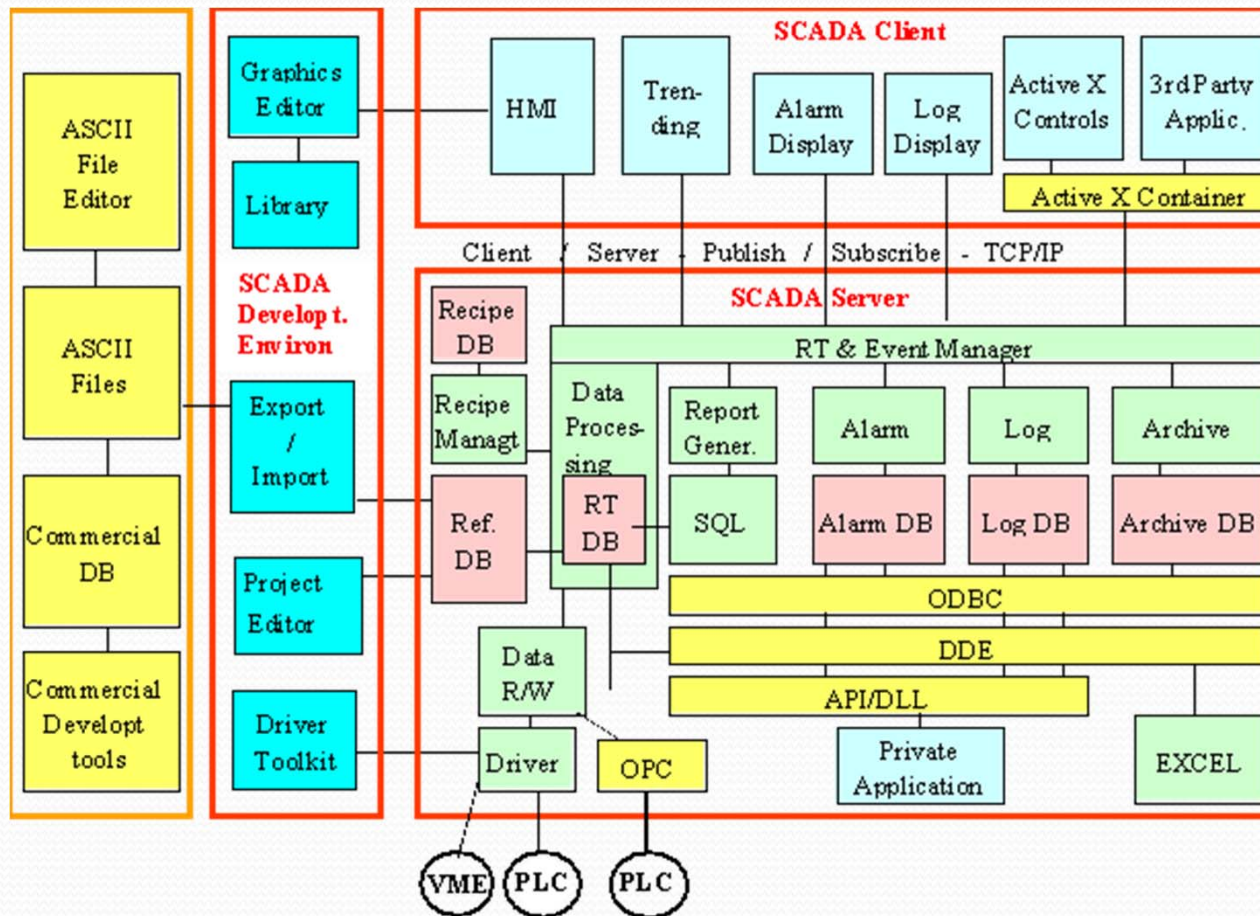 ASCII
File
Editor
ASCII
Files
Commercial
DB
Commercial
Developt
tools
Graphics
Editor
Library
SCADA
Developt.
Environ
Export
/
Import
Project
Editor
Driver
Toolkit
SCADA Client
HMI
Tren-
ding
Alarm
Display
Log
Display
Active X
Controls
3rd Party
Applic.
Active X Container
Client / Server - Publish / Subscribe - TCP/IP
SCADA Server
Recipe
DB
RT & Event Manager
Recipe
Managt
Data
Proces-
sing
Report
Gener.
Alarm
Log
Archive
Ref.
DB
RT
DB
SQL
Alarm DB
Log DB
Archive DB
ODBC
DDE
API/DLL
Data
R/W
Driver
OPC
Private
Application
EXCEL
VME
PLC
PLC